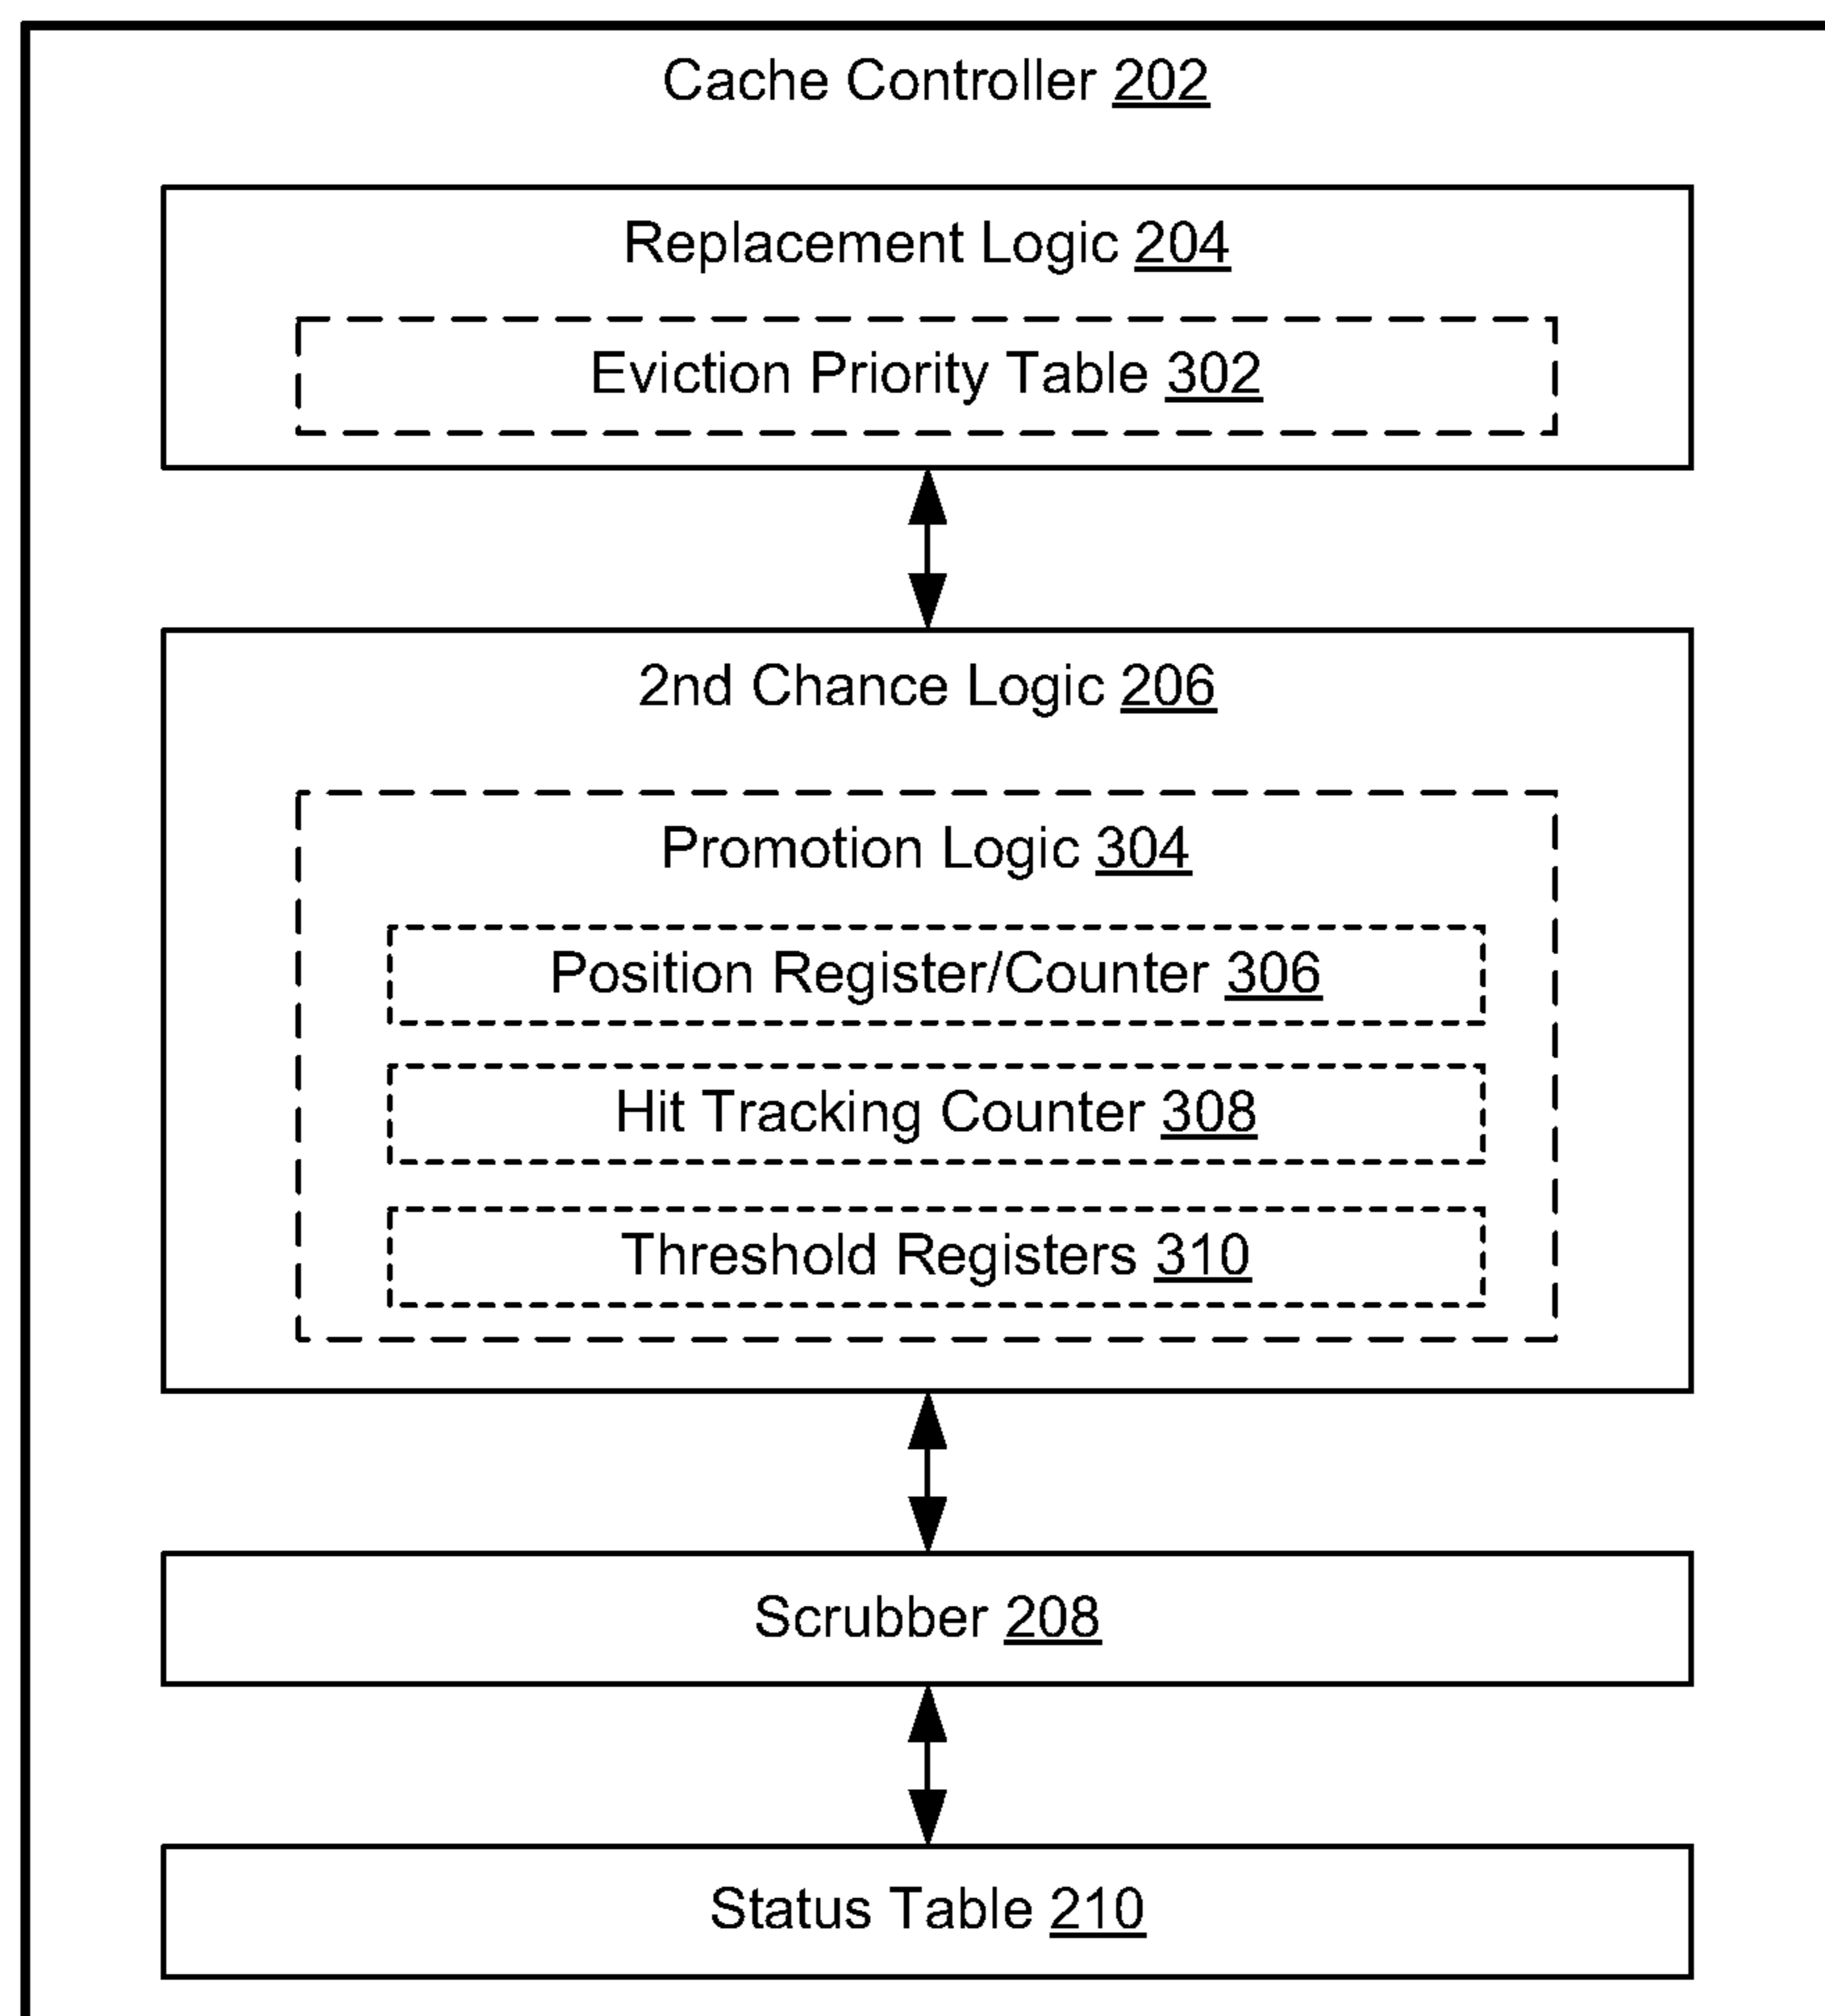 Cache Controller 202
Replacement Logic 204
Eviction Priority Table 302
2nd Chance Logic 206
Promotion Logic 304
Position Register/Counter 306
Hit Tracking Counter 308
Threshold Registers 310
Scrubber 208
Status Table 210